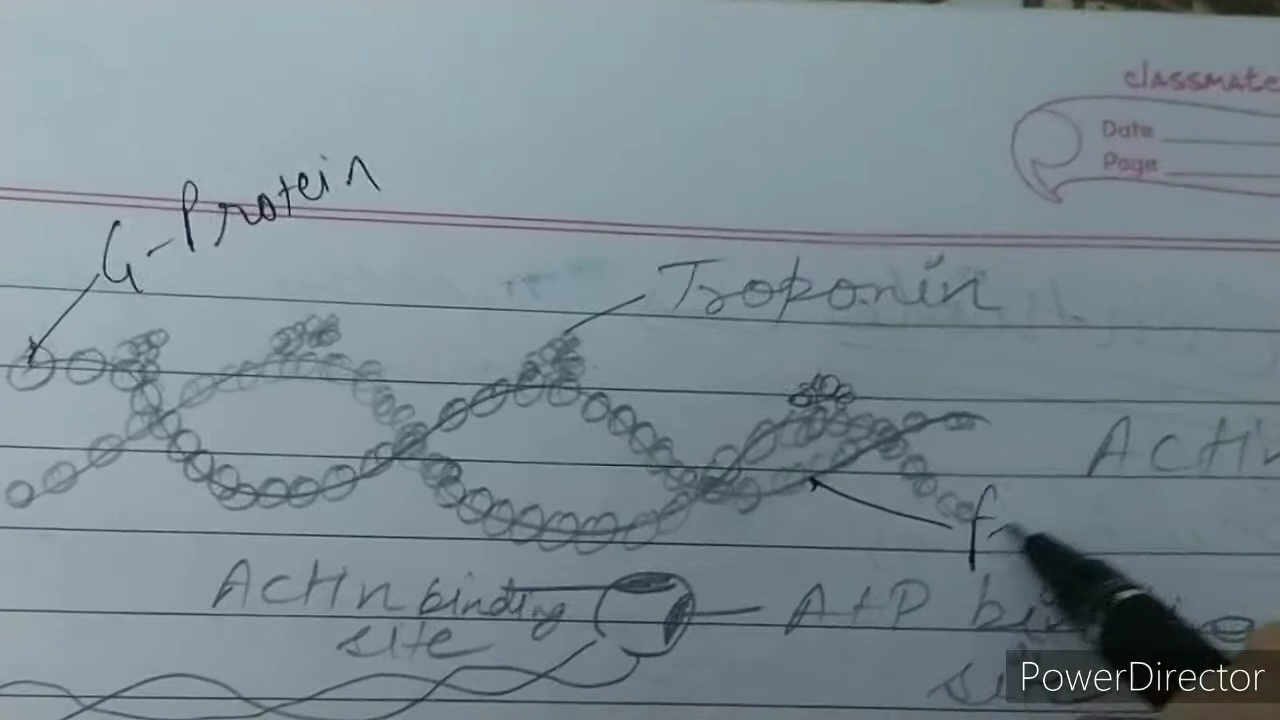 classmate
Date
Page
G-Protein
Troponin
Actin
f-
Actin binding
site
ATP
PowerDirector